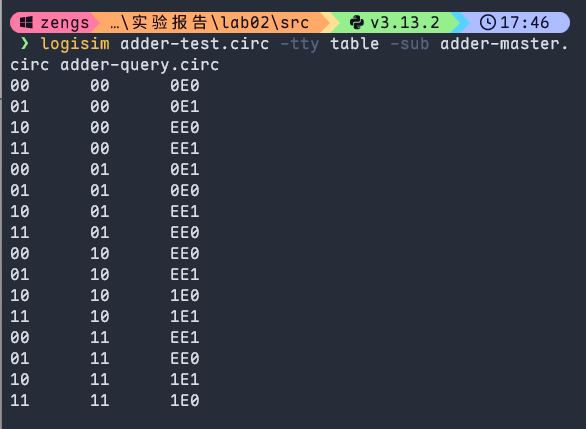 zengs …\实验报告\lab02\src v3.13.2 17:46
❯ logisim adder-test.circ -tty table -sub adder-master.
circ adder-query.circ
00 00 0E0
01 00 0E1
10 00 EE0
11 00 EE1
00 01 0E1
01 01 0E0
10 01 EE1
11 01 EE0
00 10 EE0
01 10 EE1
10 10 1E0
11 10 1E1
00 11 EE1
01 11 EE0
10 11 1E1
11 11 1E0